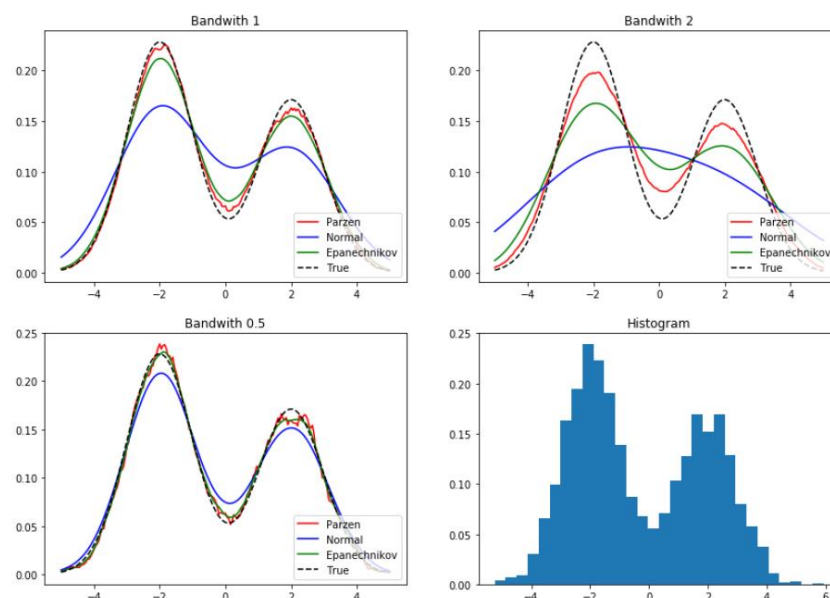 Bandwith 1
0.20
0.15
0.10
0.05
0.00
−4
−2
0
2
4
Parzen
Normal
Epanechnikov
True
Bandwith 2
0.20
0.15
0.10
0.05
0.00
−4
−2
0
2
4
Parzen
Normal
Epanechnikov
True
Bandwith 0.5
0.25
0.20
0.15
0.10
0.05
0.00
−4
−2
0
2
4
Parzen
Normal
Epanechnikov
True
Histogram
0.25
0.20
0.15
0.10
0.05
0.00
−4
−2
0
2
4
6